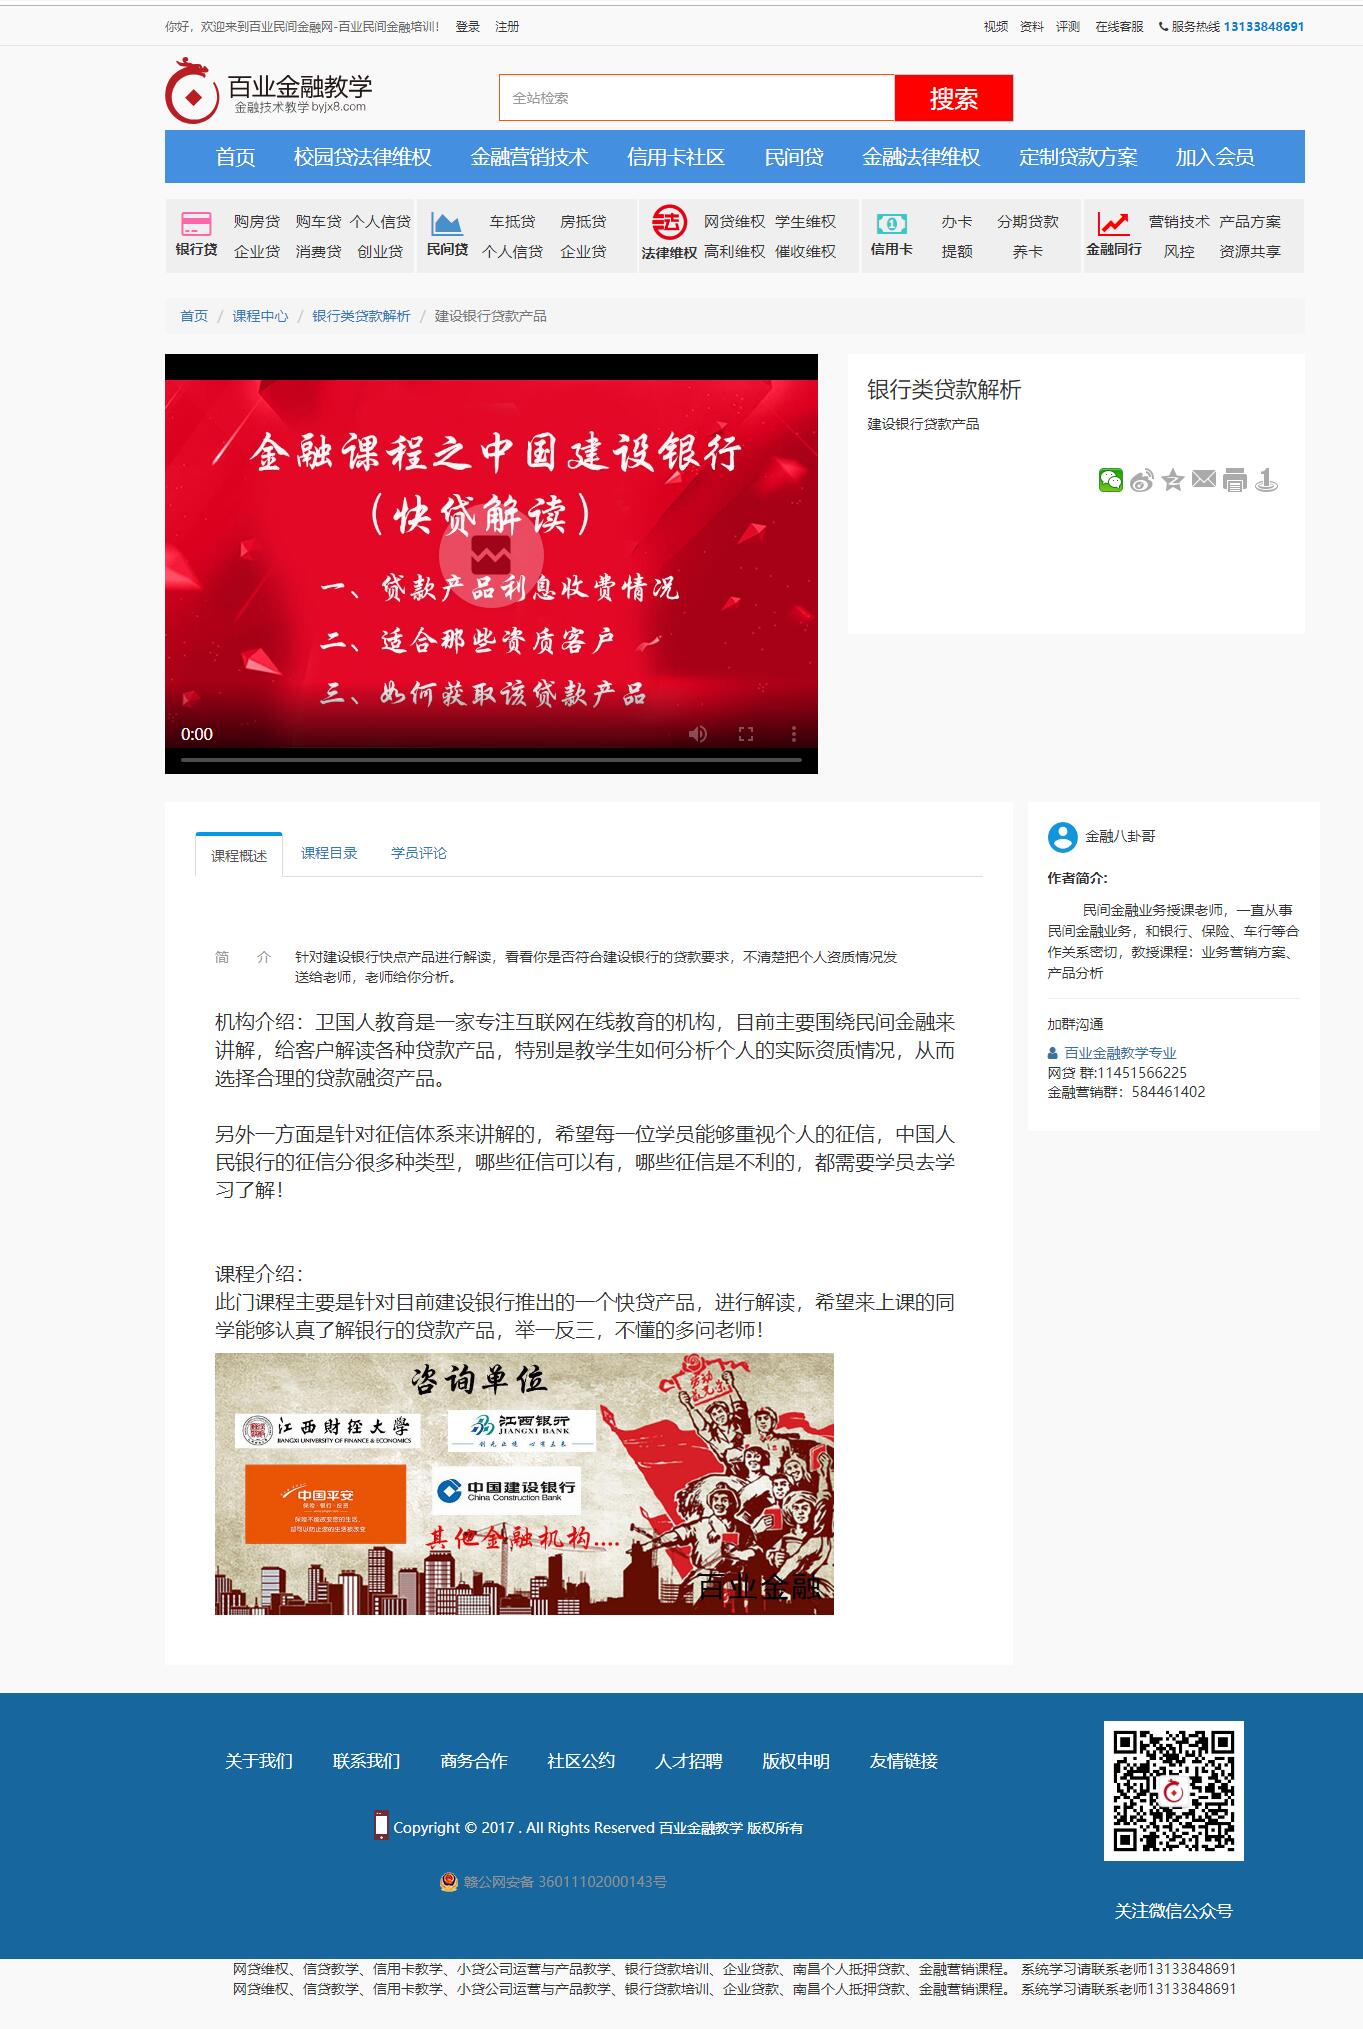 你好，欢迎来到百业民间金融网-百业民间金融培训！ 登录 注册
视频 资料 评测 在线客服 服务热线 13133848691
百业金融教学
金融技术教学 byjx8.com
全站检索
搜索
首页 校园贷法律维权 金融营销技术 信用卡社区 民间贷 金融法律维权 定制贷款方案 加入会员
银行贷
购房贷 购车贷 个人信贷
企业贷 消费贷 创业贷
民间贷
车抵贷 房抵贷
个人信贷 企业贷
法律维权
网贷维权 学生维权
高利维权 催收维权
信用卡
办卡 分期贷款
提额 养卡
金融同行
营销技术 产品方案
风控 资源共享
首页 / 课程中心 / 银行类贷款解析 / 建设银行贷款产品
金融课程之中国建设银行
（快贷解读）
一、贷款产品利息收费情况
二、适合那些资质客户
三、如何获取该贷款产品
0:00
银行类贷款解析
建设银行贷款产品
课程概述 课程目录 学员评论
简 介 针对建设银行快点产品进行解读，看看你是否符合建设银行的贷款要求，不清楚把个人资质情况发
送给老师，老师给你分析。
机构介绍：卫国人教育是一家专注互联网在线教育的机构，目前主要围绕民间金融来
讲解，给客户解读各种贷款产品，特别是教学生如何分析个人的实际资质情况，从而
选择合理的贷款融资产品。
另外一方面是针对征信体系来讲解的，希望每一位学员能够重视个人的征信，中国人
民银行的征信分很多种类型，哪些征信可以有，哪些征信是不利的，都需要学员去学
习了解！
课程介绍：
此门课程主要是针对目前建设银行推出的一个快贷产品，进行解读，希望来上课的同
学能够认真了解银行的贷款产品，举一反三，不懂的多问老师！
咨询单位
江西财经大学
JIANGXI UNIVERSITY OF FINANCE & ECONOMICS
江西银行
JIANGXI BANK
中国平安
保险·银行·投资
中国建设银行
China Construction Bank
其他金融机构....
百业金融
金融八卦哥
作者简介：
民间金融业务授课老师，一直从事
民间金融业务，和银行、保险、车行等合
作关系密切，教授课程：业务营销方案、
产品分析
加群沟通
百业金融教学专业
网贷 群:11451566225
金融营销群：584461402
关于我们 联系我们 商务合作 社区公约 人才招聘 版权申明 友情链接
Copyright © 2017 . All Rights Reserved 百业金融教学 版权所有
赣公网安备 36011102000143号
关注微信公众号
网贷维权、信贷教学、信用卡教学、小贷公司运营与产品教学、银行贷款培训、企业贷款、南昌个人抵押贷款、金融营销课程。 系统学习请联系老师13133848691
网贷维权、信贷教学、信用卡教学、小贷公司运营与产品教学、银行贷款培训、企业贷款、南昌个人抵押贷款、金融营销课程。 系统学习请联系老师13133848691